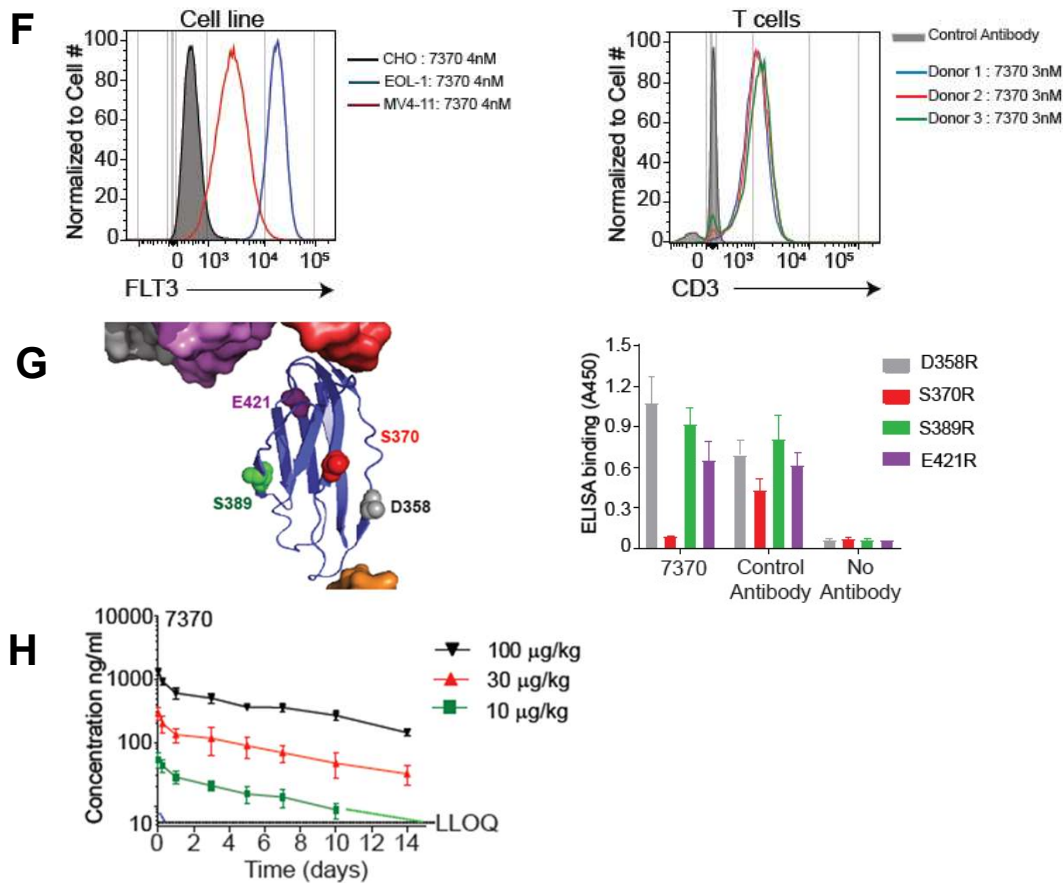 F
Cell line
Normalized to Cell #
100
80
60
40
20
0
0 10³ 10⁴ 10⁵
FLT3
CHO : 7370 4nM
EOL-1: 7370 4nM
MV4-11: 7370 4nM
T cells
Normalized to Cell #
100
80
60
40
20
0
0 10³ 10⁴ 10⁵
CD3
Control Antibody
Donor 1 : 7370 3nM
Donor 2 : 7370 3nM
Donor 3 : 7370 3nM
G
E421
S370
S389
D358
ELISA binding (A450)
1.5
1.2
0.9
0.6
0.3
0
7370
Control Antibody
No Antibody
D358R
S370R
S389R
E421R
H
7370
Concentration ng/ml
10000
1000
100
10
0 2 4 6 8 10 12 14
Time (days)
LLOQ
100 µg/kg
30 µg/kg
10 µg/kg